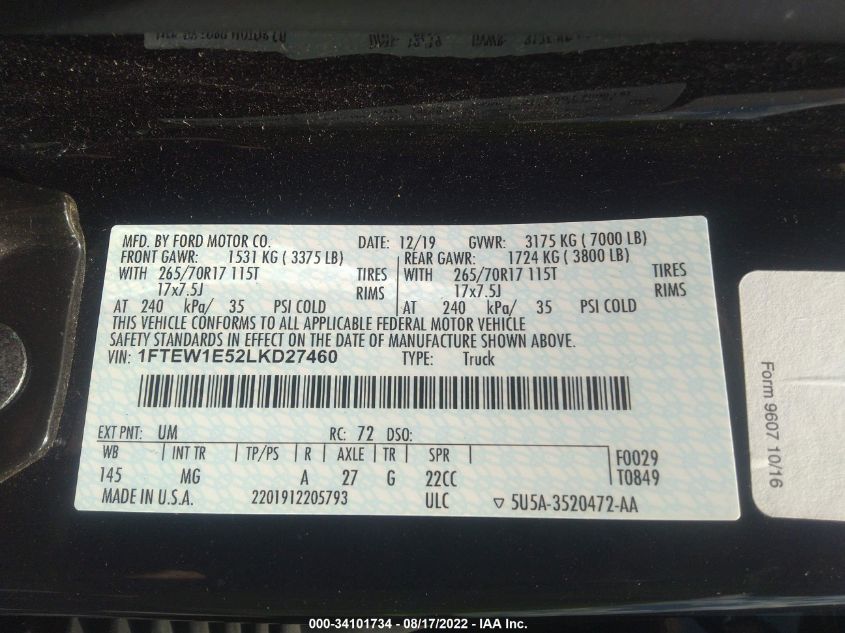 MFD. BY FORD MOTOR CO. DATE: 12/19 GVWR: 3175 KG ( 7000 LB)
FRONT GAWR: 1531 KG ( 3375 LB) REAR GAWR: 1724 KG ( 3800 LB)
WITH 265/70R17 115T TIRES WITH 265/70R17 115T TIRES
17x7.5J RIMS 17x7.5J RIMS
AT 240 kPa/ 35 PSI COLD AT 240 kPa/ 35 PSI COLD
THIS VEHICLE CONFORMS TO ALL APPLICABLE FEDERAL MOTOR VEHICLE
SAFETY STANDARDS IN EFFECT ON THE DATE OF MANUFACTURE SHOWN ABOVE.
VIN: 1FTEW1E52LKD27460 TYPE: Truck
EXT PNT: UM RC: 72 DSO:
WB INT TR TP/PS R AXLE TR SPR F0029
145 MG A 27 G 22CC T0849
MADE IN U.S.A. 2201912205793 ULC ▽ 5U5A-3520472-AA
Form 9607 10/16
000-34101734 - 08/17/2022 - IAA Inc.